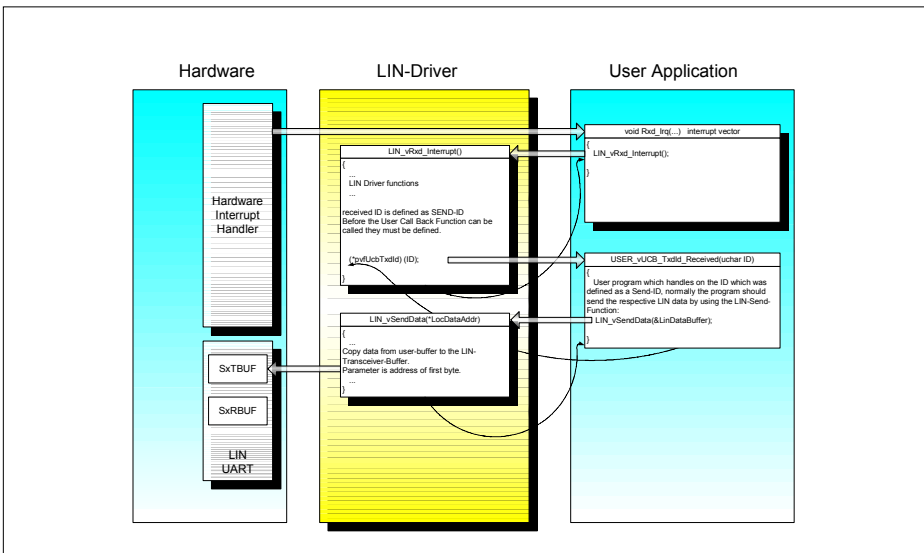 Hardware
LIN-Driver
User Application
Hardware
Interrupt
Handler
SxTBUF
SxRBUF
LIN
UART
LIN_vRxd_Interrupt()
{
...
LIN Driver functions
...
received ID is defined as SEND-ID
Before the User Call Back Function can be
called they must be defined.
(*pvfUcbTxdId) (ID);
}
LIN_vSendData(*LocDataAddr)
{
...
Copy data from user-buffer to the LIN-
Transceiver-Buffer.
Parameter is address of first byte.
...
}
void Rxd_Irq(...) interrupt vector
{
LIN_vRxd_Interrupt();
}
USER_vUCB_TxdId_Received(uchar ID)
{
User program which handles on the ID which was
defined as a Send-ID, normally the program should
send the respective LIN data by using the LIN-Send-
Function:
LIN_vSendData(&LinDataBuffer);
}